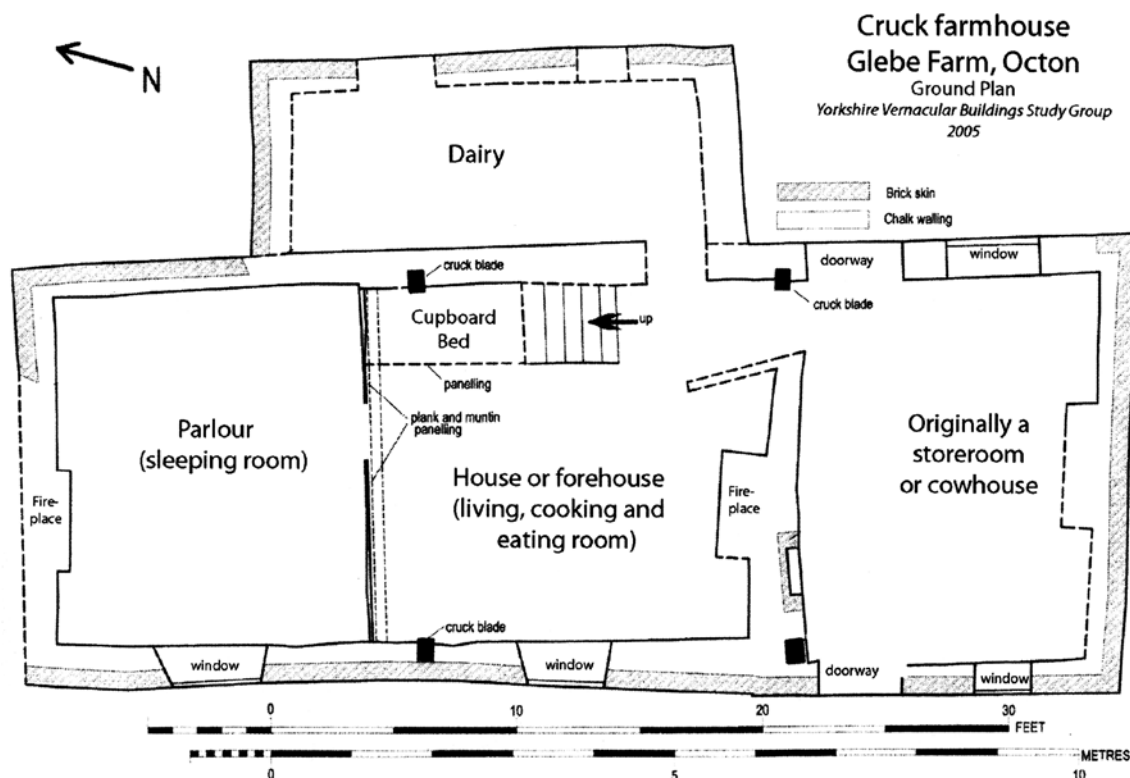 Cruck farmhouse
Glebe Farm, Octon
Ground Plan
Yorkshire Vernacular Buildings Study Group
2005
N
Dairy
Brick skin
Chalk walling
cruck blade
doorway
window
cruck blade
Cupboard
Bed
up
panelling
plank and muntin
panelling
Parlour
(sleeping room)
House or forehouse
(living, cooking and
eating room)
Originally a
storeroom
or cowhouse
Fire-
place
Fire-
place
cruck blade
window
window
doorway
window
0
10
20
30
FEET
METRES
0
5
10